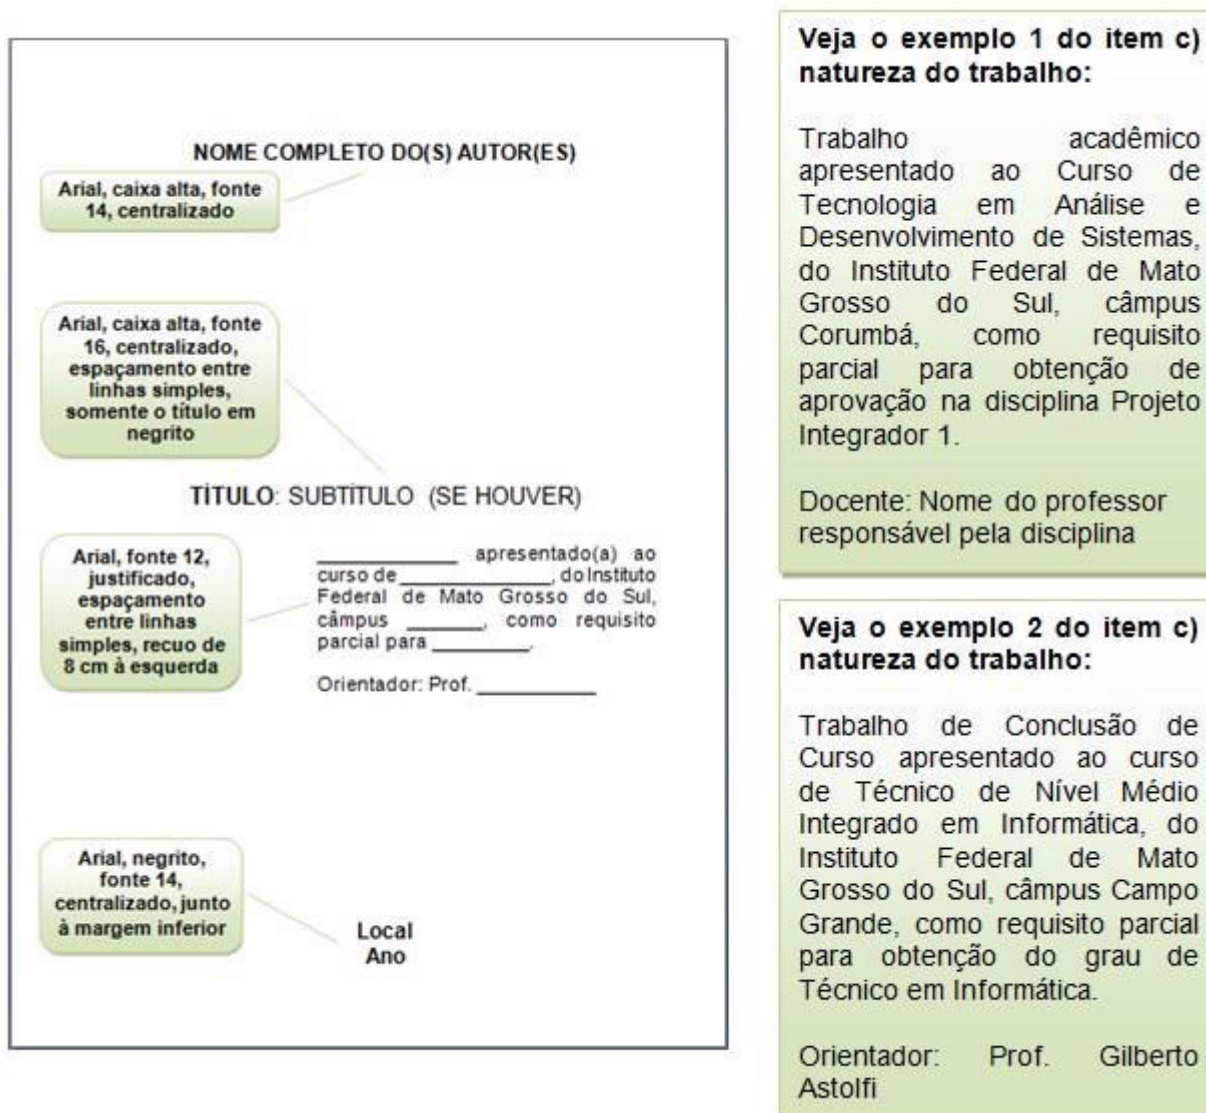 NOME COMPLETO DO(S) AUTOR(ES)
Arial, caixa alta, fonte
14, centralizado
Arial, caixa alta, fonte
16, centralizado,
espaçamento entre
linhas simples,
somente o título em
negrito
TÍTULO: SUBTÍTULO (SE HOUVER)
Arial, fonte 12,
justificado,
espaçamento
entre linhas
simples, recuo de
8 cm à esquerda
______________ apresentado(a) ao
curso de _______________, do Instituto
Federal de Mato Grosso do Sul,
câmpus _______, como requisito
parcial para _________.
Orientador: Prof. ____________
Arial, negrito,
fonte 14,
centralizado, junto
à margem inferior
Local
Ano
Veja o exemplo 1 do item c)
natureza do trabalho:
Trabalho acadêmico
apresentado ao Curso de
Tecnologia em Análise e
Desenvolvimento de Sistemas,
do Instituto Federal de Mato
Grosso do Sul, câmpus
Corumbá, como requisito
parcial para obtenção de
aprovação na disciplina Projeto
Integrador 1.
Docente: Nome do professor
responsável pela disciplina
Veja o exemplo 2 do item c)
natureza do trabalho:
Trabalho de Conclusão de
Curso apresentado ao curso
de Técnico de Nível Médio
Integrado em Informática, do
Instituto Federal de Mato
Grosso do Sul, câmpus Campo
Grande, como requisito parcial
para obtenção do grau de
Técnico em Informática.
Orientador: Prof. Gilberto
Astolfi